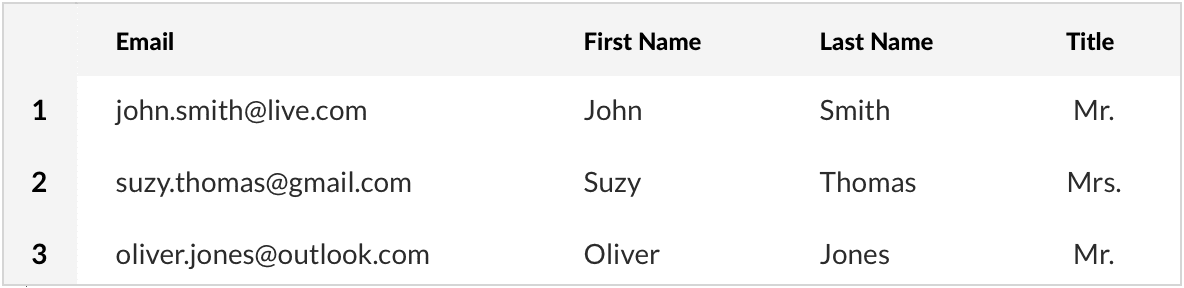 Email First Name Last Name Title
1 john.smith@live.com John Smith Mr.
2 suzy.thomas@gmail.com Suzy Thomas Mrs.
3 oliver.jones@outlook.com Oliver Jones Mr.